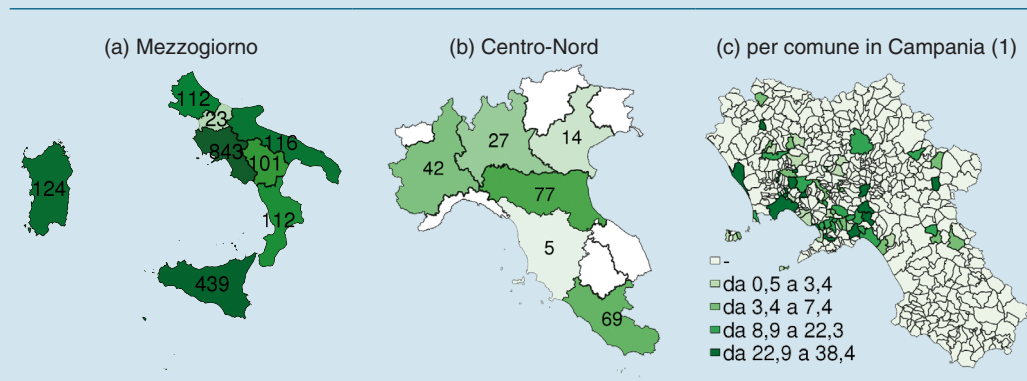 (a) Mezzogiorno
(b) Centro-Nord
(c) per comune in Campania (1)
112
23
843
116
101
124
112
439
42
27
14
77
5
69
-
da 0,5 a 3,4
da 3,4 a 7,4
da 8,9 a 22,3
da 22,9 a 38,4